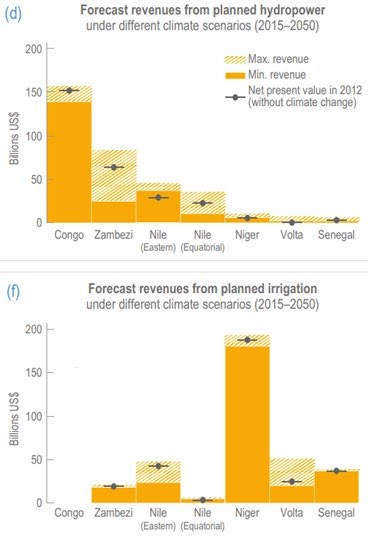 (d)
Forecast revenues from planned hydropower
under different climate scenarios (2015–2050)
200
150
100
50
0
Billions US$
Max. revenue
Min. revenue
Net present value in 2012
(without climate change)
Congo Zambezi Nile Nile Niger Volta Senegal
(Eastern) (Equatorial)
(f)
Forecast revenues from planned irrigation
under different climate scenarios (2015–2050)
200
150
100
50
0
Billions US$
Congo Zambezi Nile Nile Niger Volta Senegal
(Eastern) (Equatorial)